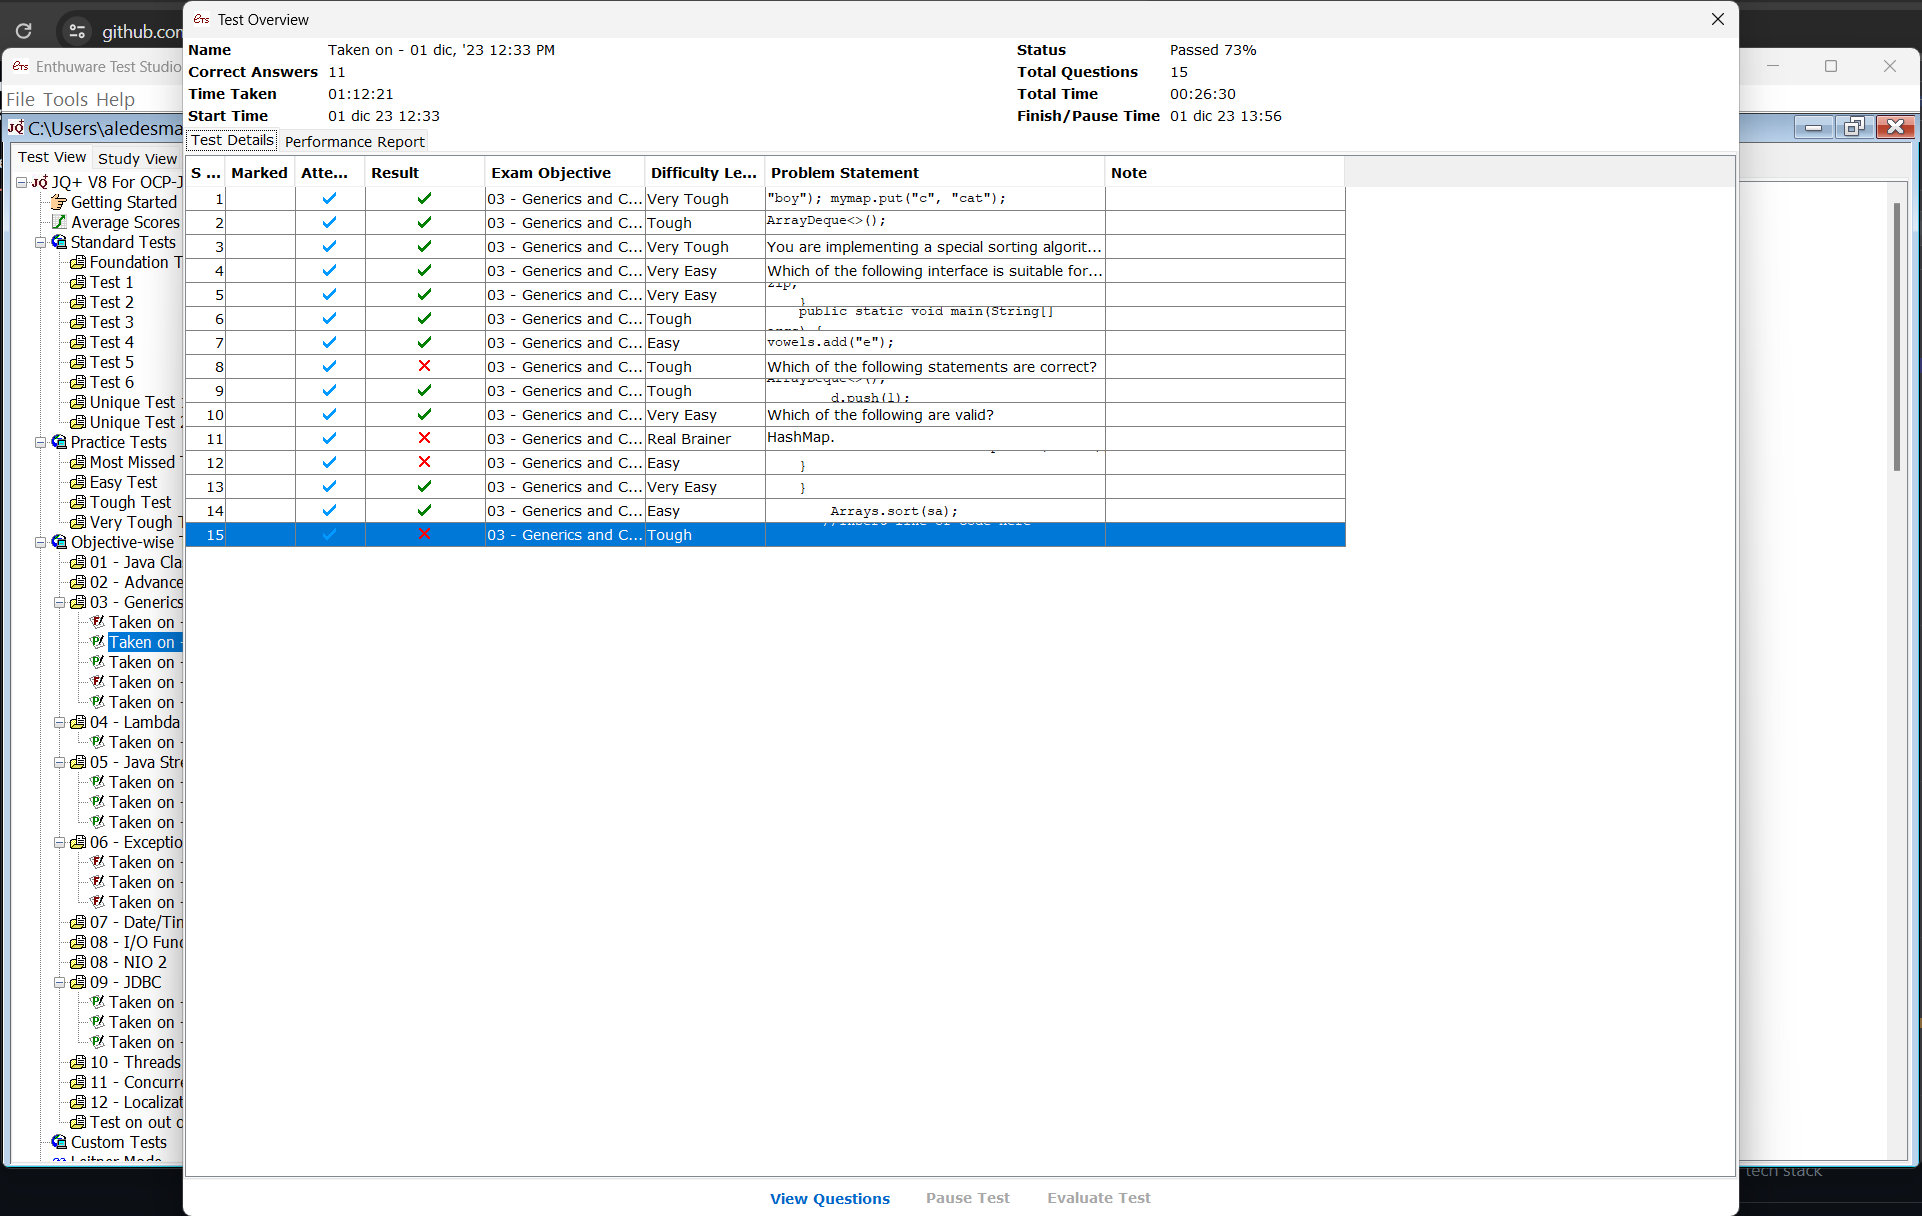 github.com
ETS Test Overview
Name Taken on - 01 dic, '23 12:33 PM Status Passed 73%
Correct Answers 11 Total Questions 15
Time Taken 01:12:21 Total Time 00:26:30
Start Time 01 dic 23 12:33 Finish/Pause Time 01 dic 23 13:56
Test Details Performance Report
S ... Marked Atte... Result Exam Objective Difficulty Le... Problem Statement Note
1 03 - Generics and C... Very Tough "boy"); mymap.put("c", "cat");
2 03 - Generics and C... Tough ArrayDeque<>();
3 03 - Generics and C... Very Tough You are implementing a special sorting algorit...
4 03 - Generics and C... Very Easy Which of the following interface is suitable for...
5 03 - Generics and C... Very Easy zip, }
6 03 - Generics and C... Tough public static void main(String[]
7 03 - Generics and C... Easy vowels.add("e");
8 03 - Generics and C... Tough Which of the following statements are correct?
9 03 - Generics and C... Tough ArrayDeque<>(); d.push(1);
10 03 - Generics and C... Very Easy Which of the following are valid?
11 03 - Generics and C... Real Brainer HashMap.
12 03 - Generics and C... Easy }
13 03 - Generics and C... Very Easy }
14 03 - Generics and C... Easy Arrays.sort(sa);
15 03 - Generics and C... Tough
View Questions Pause Test Evaluate Test
ETS Enthuware Test Studio
File Tools Help
JQ+ C:\Users\aledesma
Test View Study View
JQ+ JQ+ V8 For OCP-J
Getting Started
Average Scores
Standard Tests
Foundation T
Test 1
Test 2
Test 3
Test 4
Test 5
Test 6
Unique Test
Unique Test 2
Practice Tests
Most Missed
Easy Test
Tough Test
Very Tough T
Objective-wise
01 - Java Cla
02 - Advance
03 - Generics
Taken on -
Taken on -
Taken on -
Taken on -
Taken on -
04 - Lambda
Taken on -
05 - Java Stre
Taken on -
Taken on -
Taken on -
06 - Exceptio
Taken on -
Taken on -
Taken on -
07 - Date/Tim
08 - I/O Fund
08 - NIO 2
09 - JDBC
Taken on -
Taken on -
Taken on -
10 - Threads
11 - Concurre
12 - Localizat
Test on out o
Custom Tests
Leitner Mode
tech stack